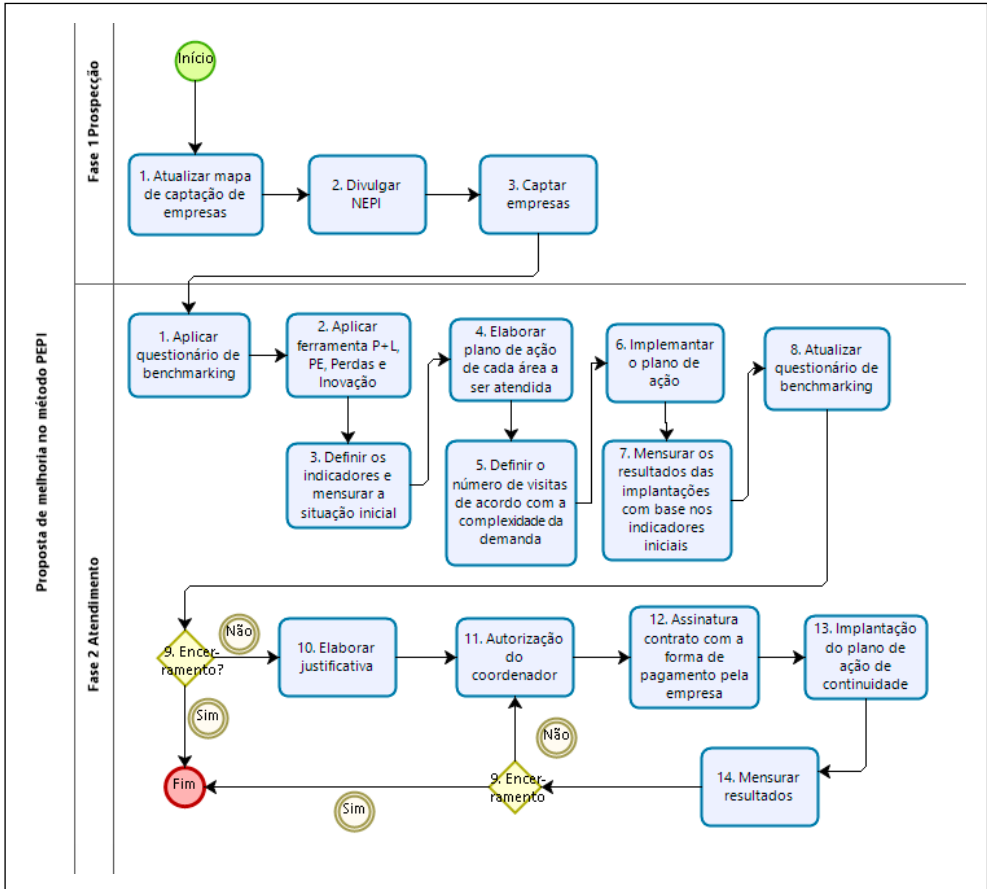 Proposta de melhoria no método PEPI
Fase 1 Prospecção
Início
1. Atualizar mapa
de captação de
empresas
2. Divulgar
NEPI
3. Captar
empresas
Fase 2 Atendimento
1. Aplicar
questionário de
benchmarking
2. Aplicar
ferramenta P+L,
PE, Perdas e
Inovação
3. Definir os
indicadores e
mensurar a
situação inicial
4. Elaborar
plano de ação
de cada área a
ser atendida
5. Definir o
número de visitas
de acordo com a
complexidade da
demanda
6. Implemantar
o plano de
ação
7. Mensurar os
resultados das
implantações
com base nos
indicadores
iniciais
8. Atualizar
questionário de
benchmarking
9. Encer-
ramento?
Não
Sim
Fim
10. Elaborar
justificativa
11. Autorização
do
coordenador
12. Assinatura
contrato com a
forma de
pagamento pela
empresa
13. Implantação
do plano de
ação de
continuidade
14. Mensurar
resultados
9. Encer-
ramento
Não
Sim